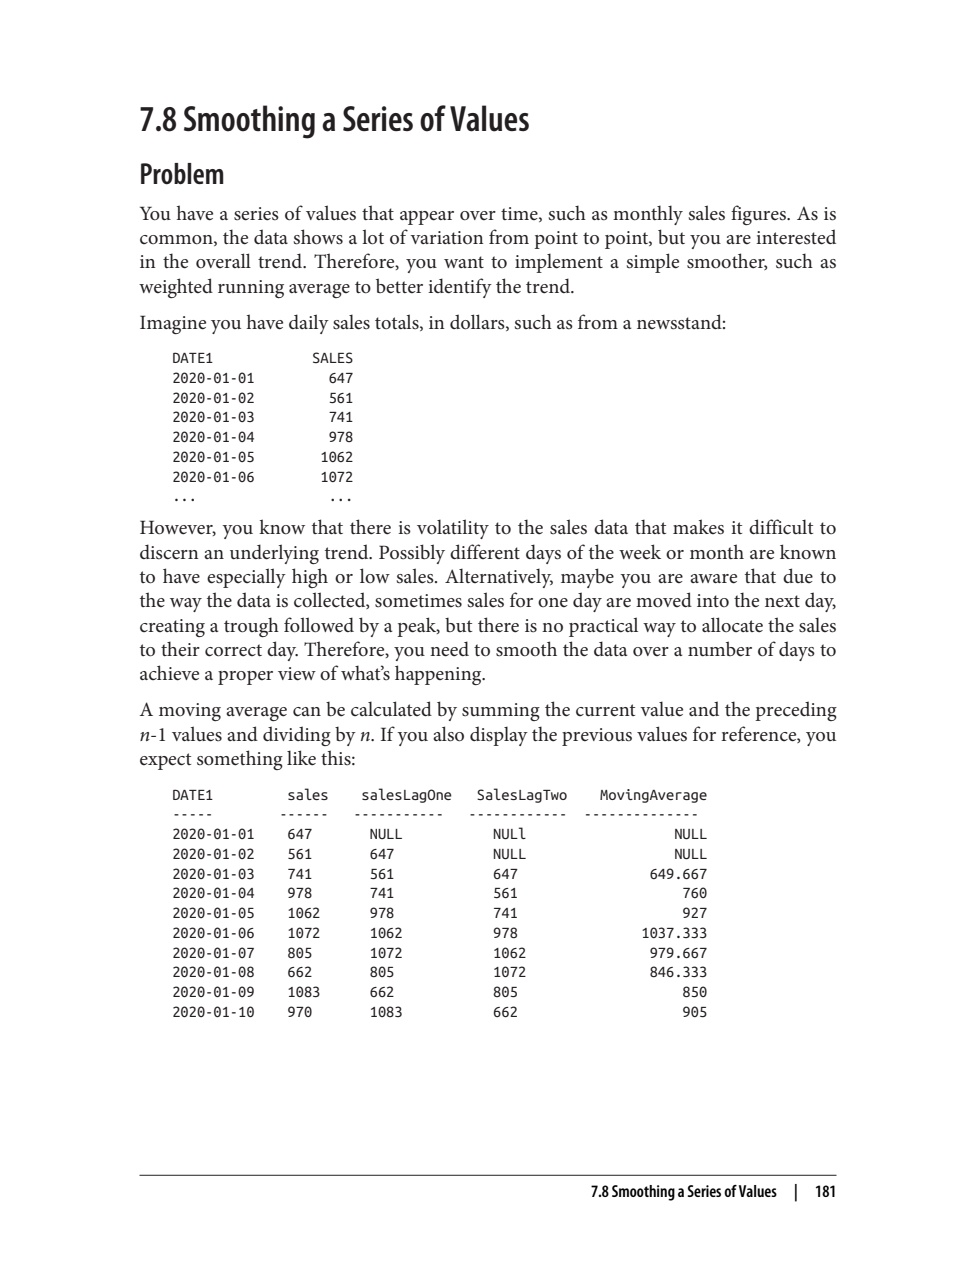 7.8 Smoothing a Series of Values
Problem
You have a series of values that appear over time, such as monthly sales figures. As is
common, the data shows a lot of variation from point to point, but you are interested
in the overall trend. Therefore, you want to implement a simple smoother, such as
weighted running average to better identify the trend.
Imagine you have daily sales totals, in dollars, such as from a newsstand:
DATE1 SALES
2020-01-01 647
2020-01-02 561
2020-01-03 741
2020-01-04 978
2020-01-05 1062
2020-01-06 1072
... ...
However, you know that there is volatility to the sales data that makes it difficult to
discern an underlying trend. Possibly different days of the week or month are known
to have especially high or low sales. Alternatively, maybe you are aware that due to
the way the data is collected, sometimes sales for one day are moved into the next day,
creating a trough followed by a peak, but there is no practical way to allocate the sales
to their correct day. Therefore, you need to smooth the data over a number of days to
achieve a proper view of what’s happening.
A moving average can be calculated by summing the current value and the preceding
n-1 values and dividing by n. If you also display the previous values for reference, you
expect something like this:
DATE1 sales salesLagOne SalesLagTwo MovingAverage
----- ------ ----------- ------------ --------------
2020-01-01 647 NULL NULl NULL
2020-01-02 561 647 NULL NULL
2020-01-03 741 561 647 649.667
2020-01-04 978 741 561 760
2020-01-05 1062 978 741 927
2020-01-06 1072 1062 978 1037.333
2020-01-07 805 1072 1062 979.667
2020-01-08 662 805 1072 846.333
2020-01-09 1083 662 805 850
2020-01-10 970 1083 662 905
7.8 Smoothing a Series of Values | 181